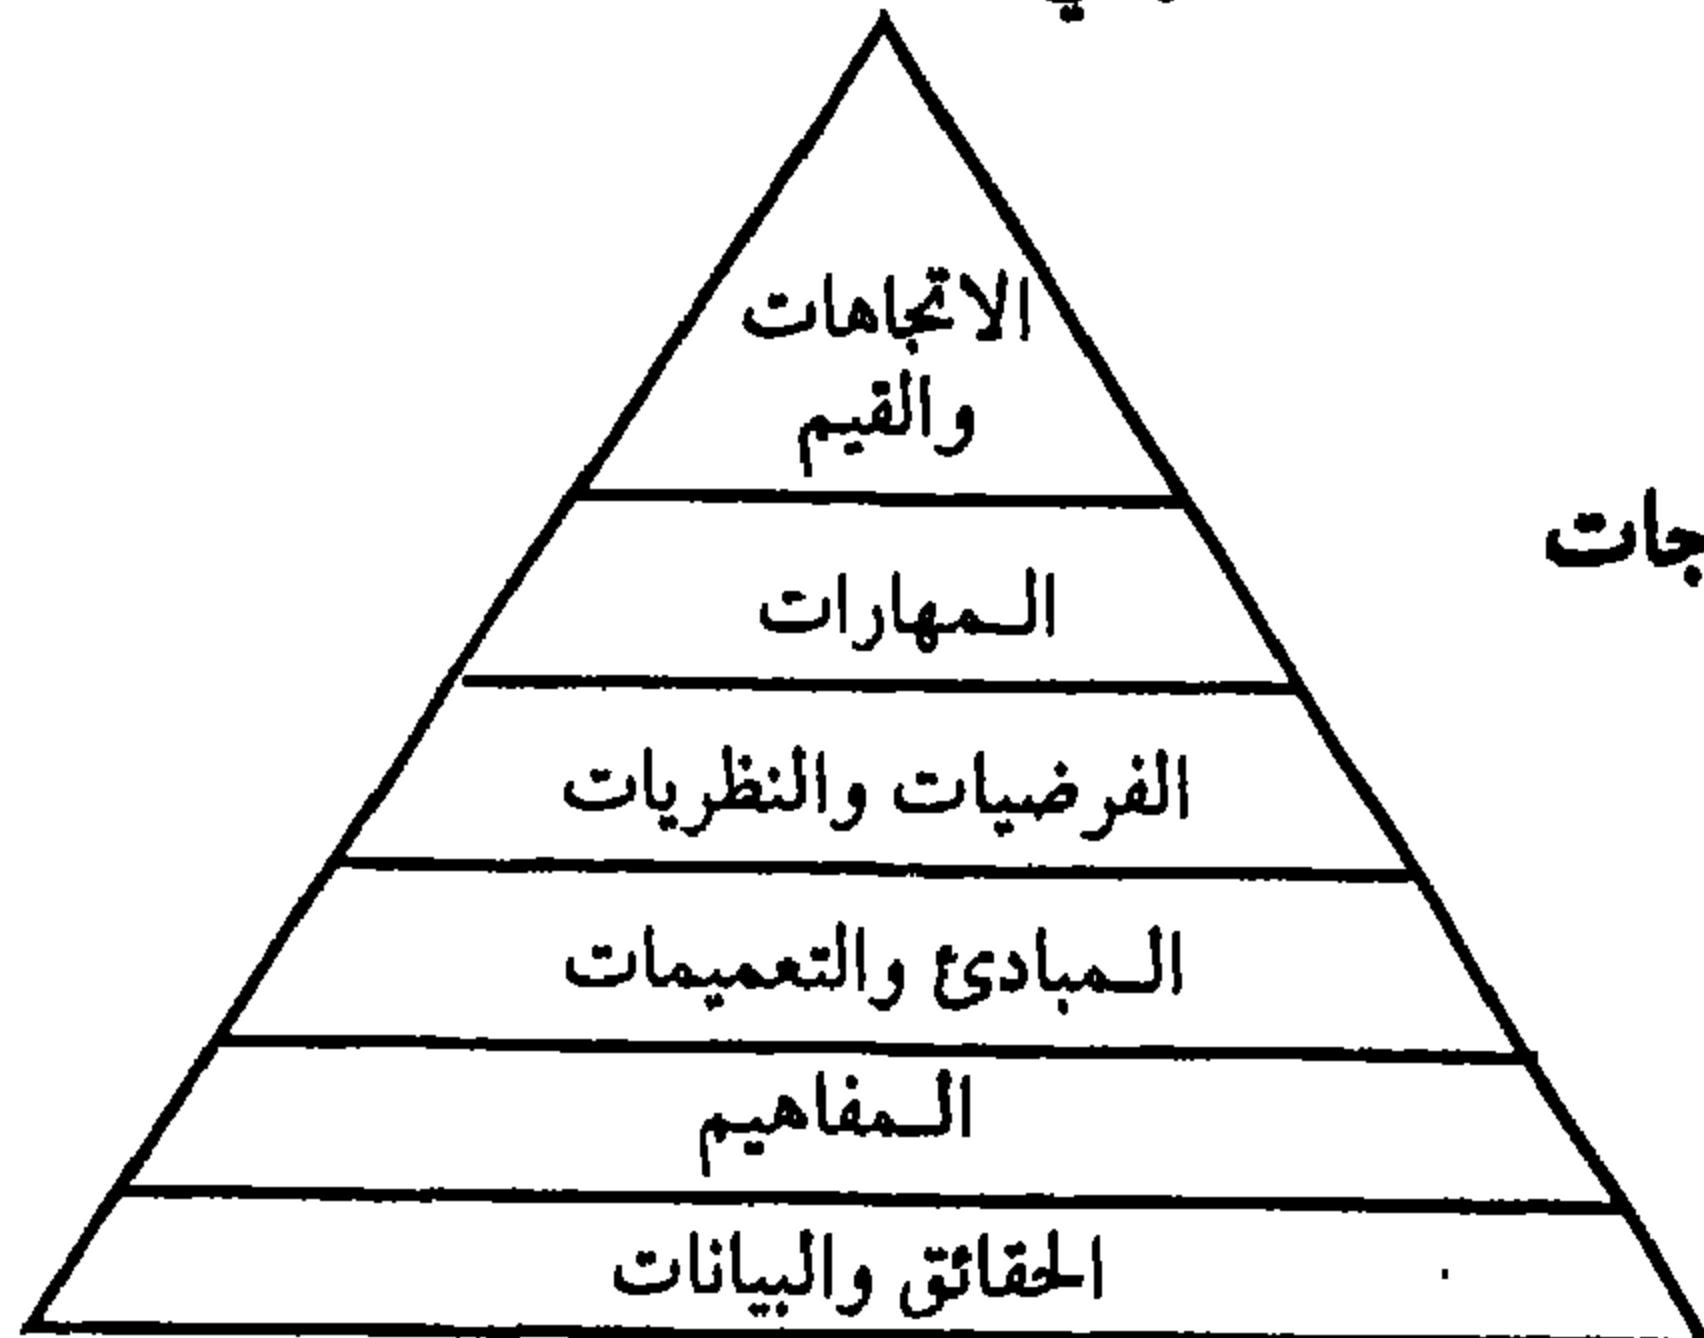 الاتجاهات
والقيم
المهارات
الفرضيات والنظريات
المبادئ والتعميمات
المفاهيم
الحقائق والبيانات